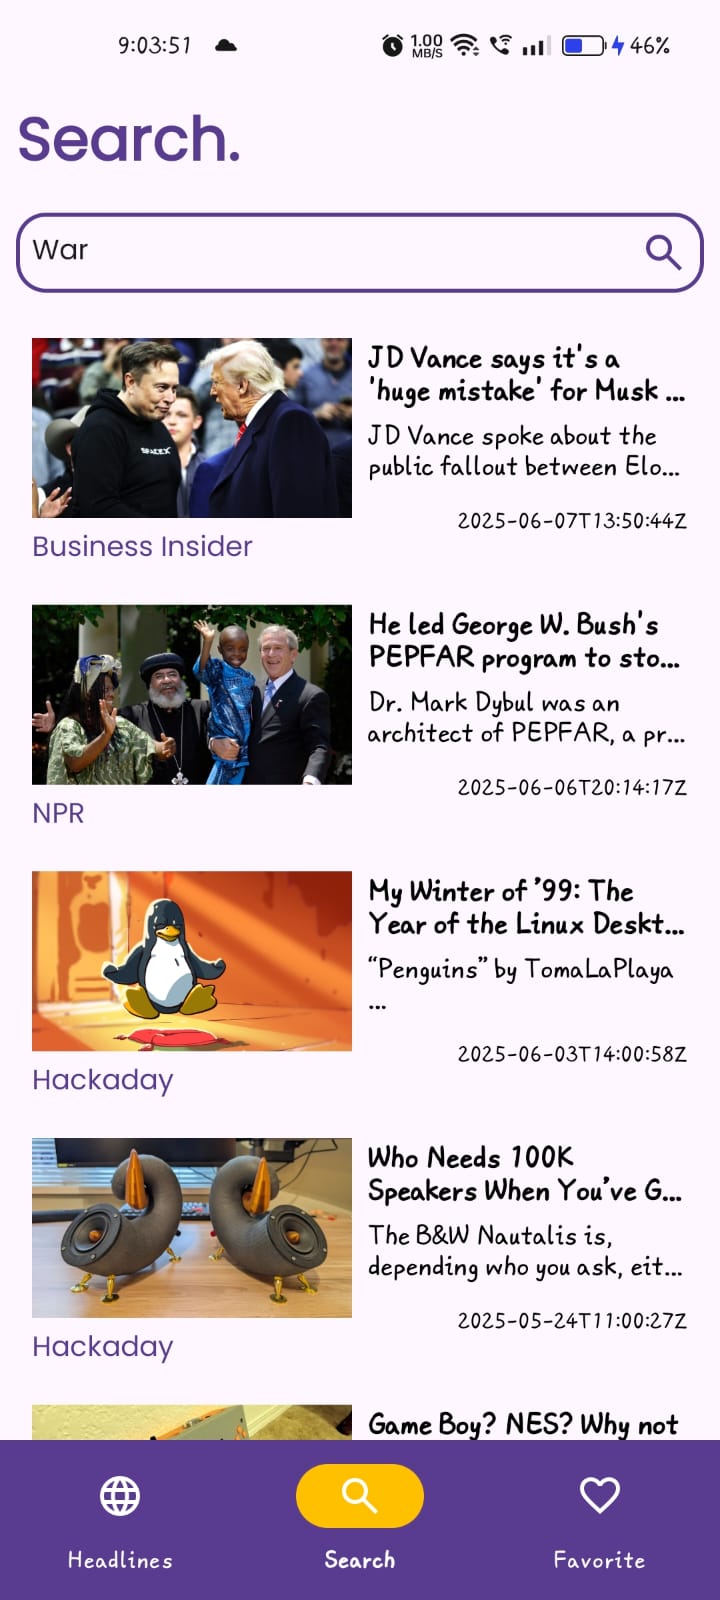 9:03:51
1.00
MB/S
46%
Search.
War
SPACEX
JD Vance says it's a
'huge mistake' for Musk ...
JD Vance spoke about the
public fallout between Elo...
2025-06-07T13:50:44Z
Business Insider
He led George W. Bush's
PEPFAR program to sto...
Dr. Mark Dybul was an
architect of PEPFAR, a pr...
2025-06-06T20:14:17Z
NPR
My Winter of ’99: The
Year of the Linux Deskt...
“Penguins” by TomaLaPlaya
...
2025-06-03T14:00:58Z
Hackaday
Who Needs 100K
Speakers When You’ve G...
The B&W Nautalis is,
depending who you ask, eit...
2025-05-24T11:00:27Z
Hackaday
Game Boy? NES? Why not
Headlines
Search
Favorite